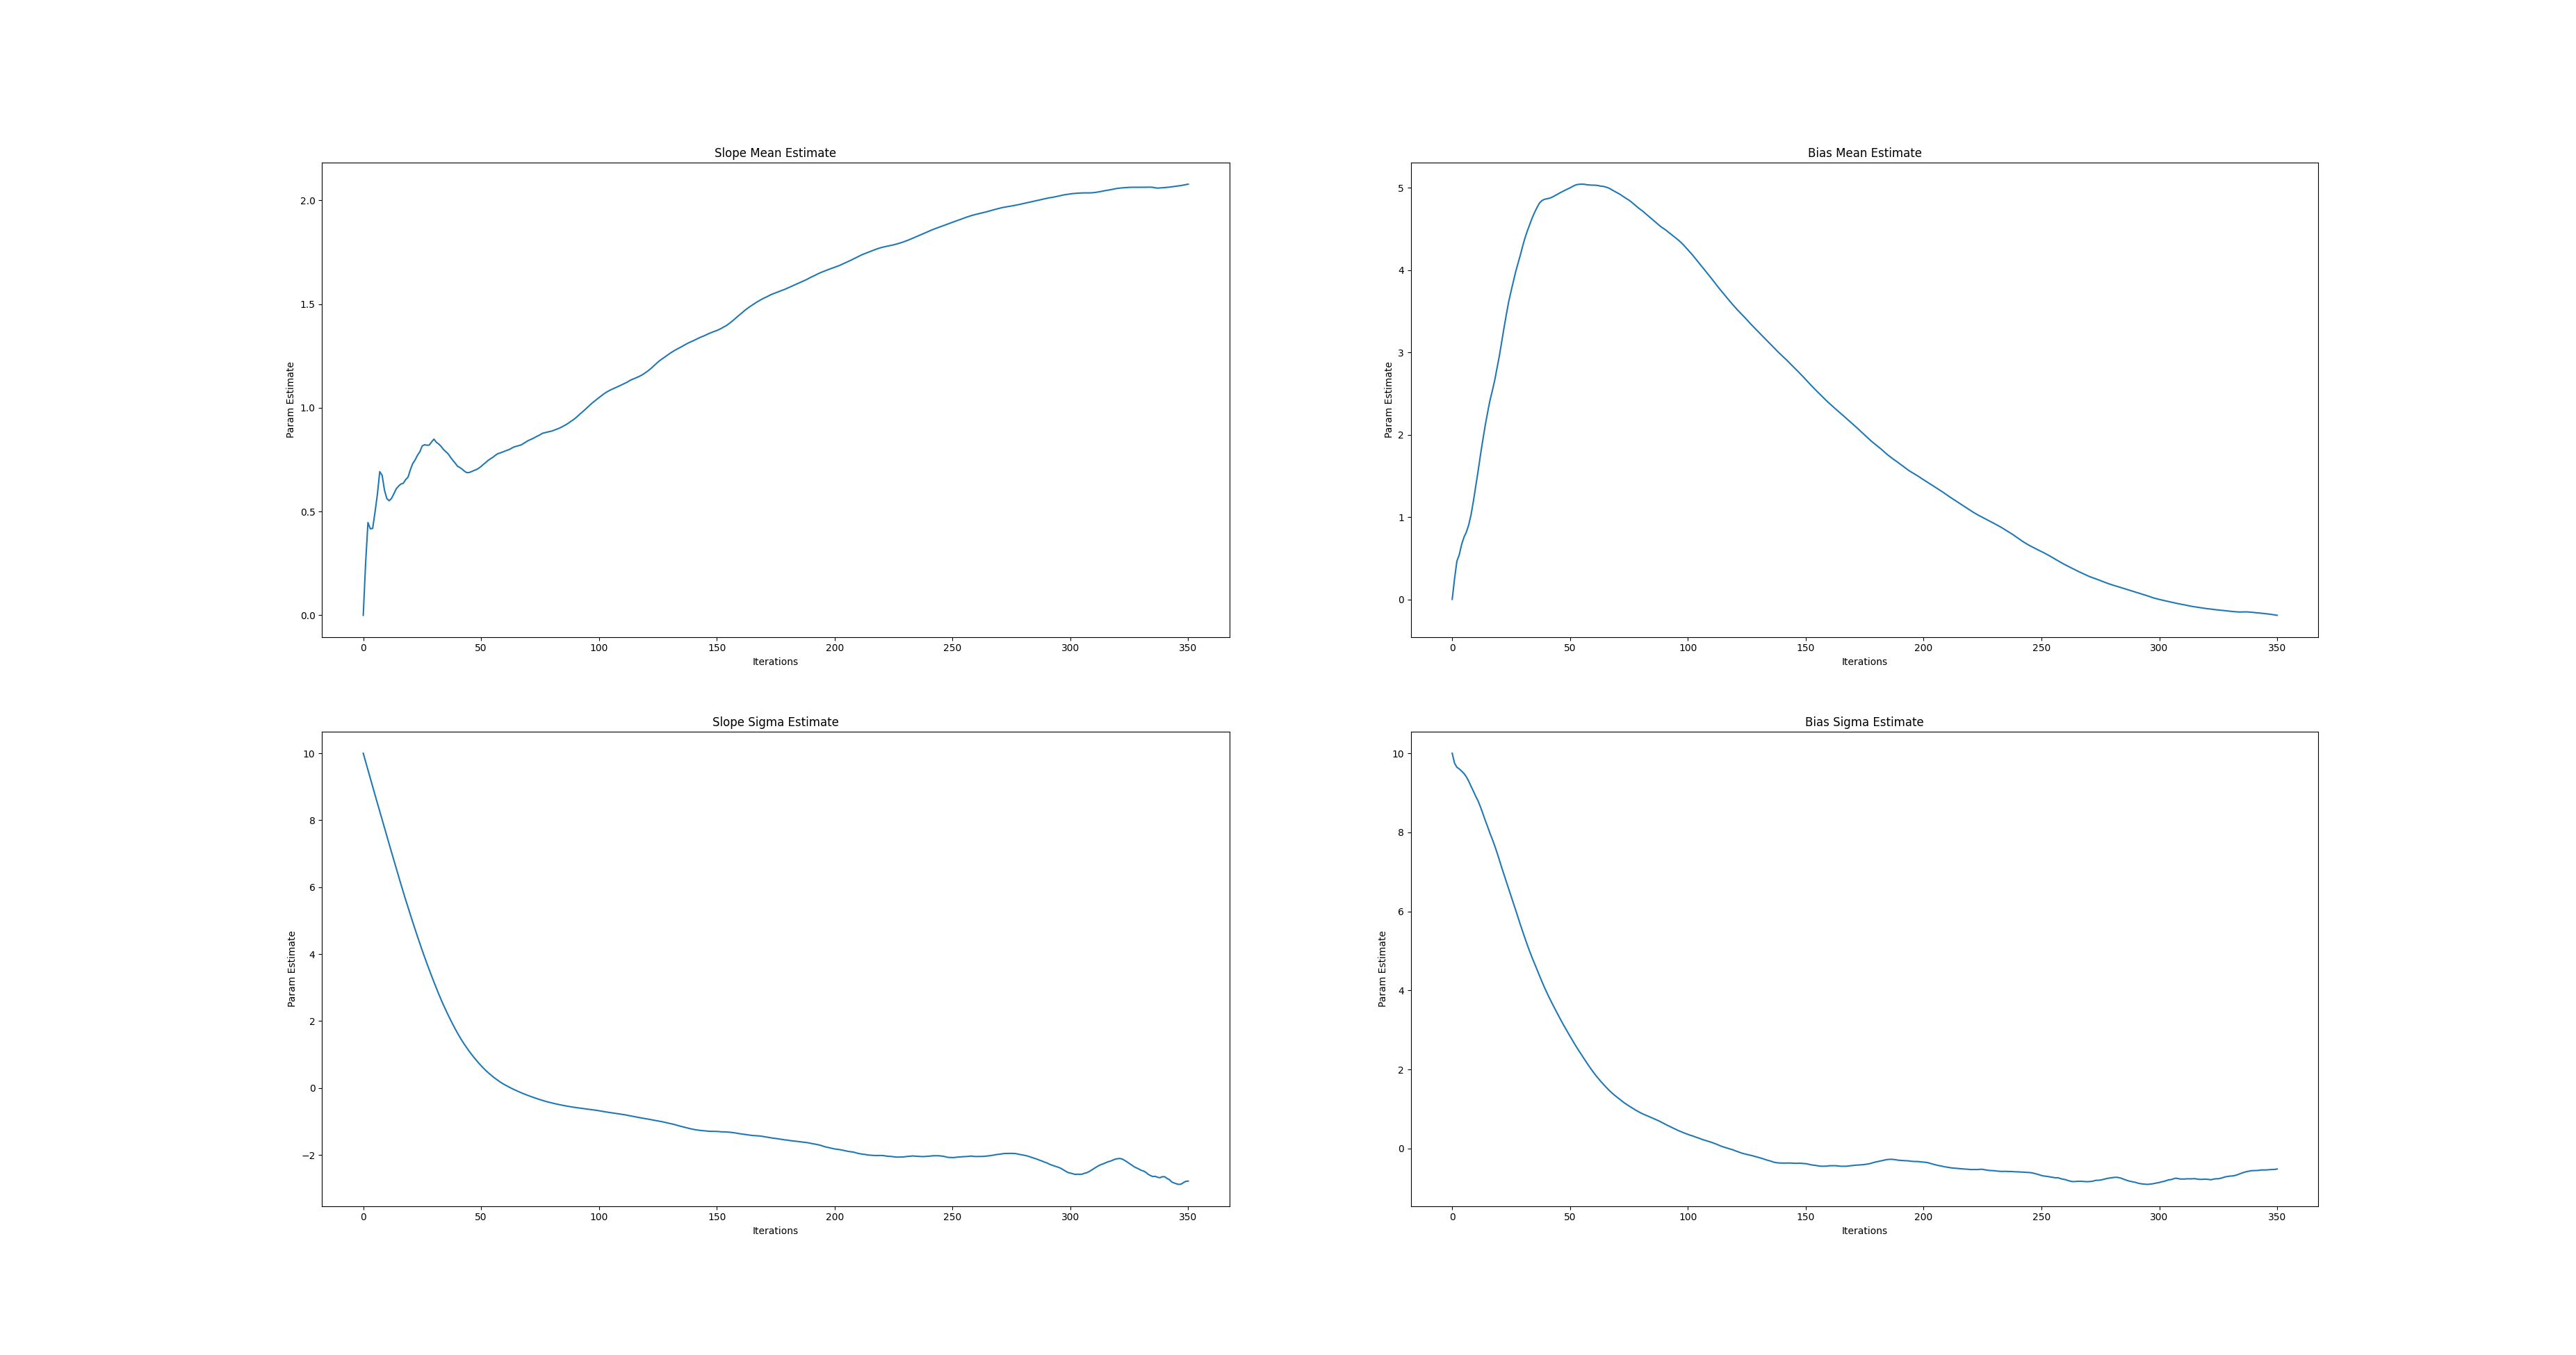 Slope Mean Estimate
Param Estimate
2.0
1.5
1.0
0.5
0.0
0 50 100 150 200 250 300 350
Iterations
Bias Mean Estimate
Param Estimate
5
4
3
2
1
0
0 50 100 150 200 250 300 350
Iterations
Slope Sigma Estimate
Param Estimate
10
8
6
4
2
0
−2
0 50 100 150 200 250 300 350
Iterations
Bias Sigma Estimate
Param Estimate
10
8
6
4
2
0
0 50 100 150 200 250 300 350
Iterations